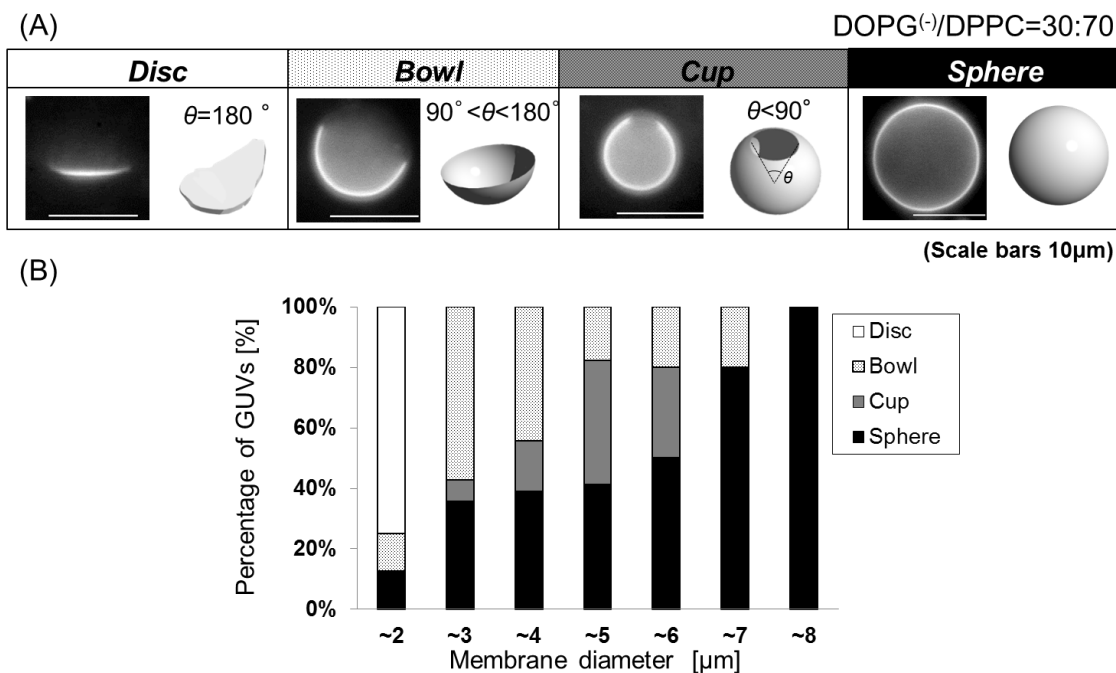 (A)
DOPG(-)/DPPC=30:70
Disc
Bowl
Cup
Sphere
θ=180°
90°<θ<180°
θ<90°
θ
(Scale bars 10μm)
(B)
Percentage of GUVs [%]
100%
80%
60%
40%
20%
0%
~2 ~3 ~4 ~5 ~6 ~7 ~8
Membrane diameter [μm]
Disc
Bowl
Cup
Sphere